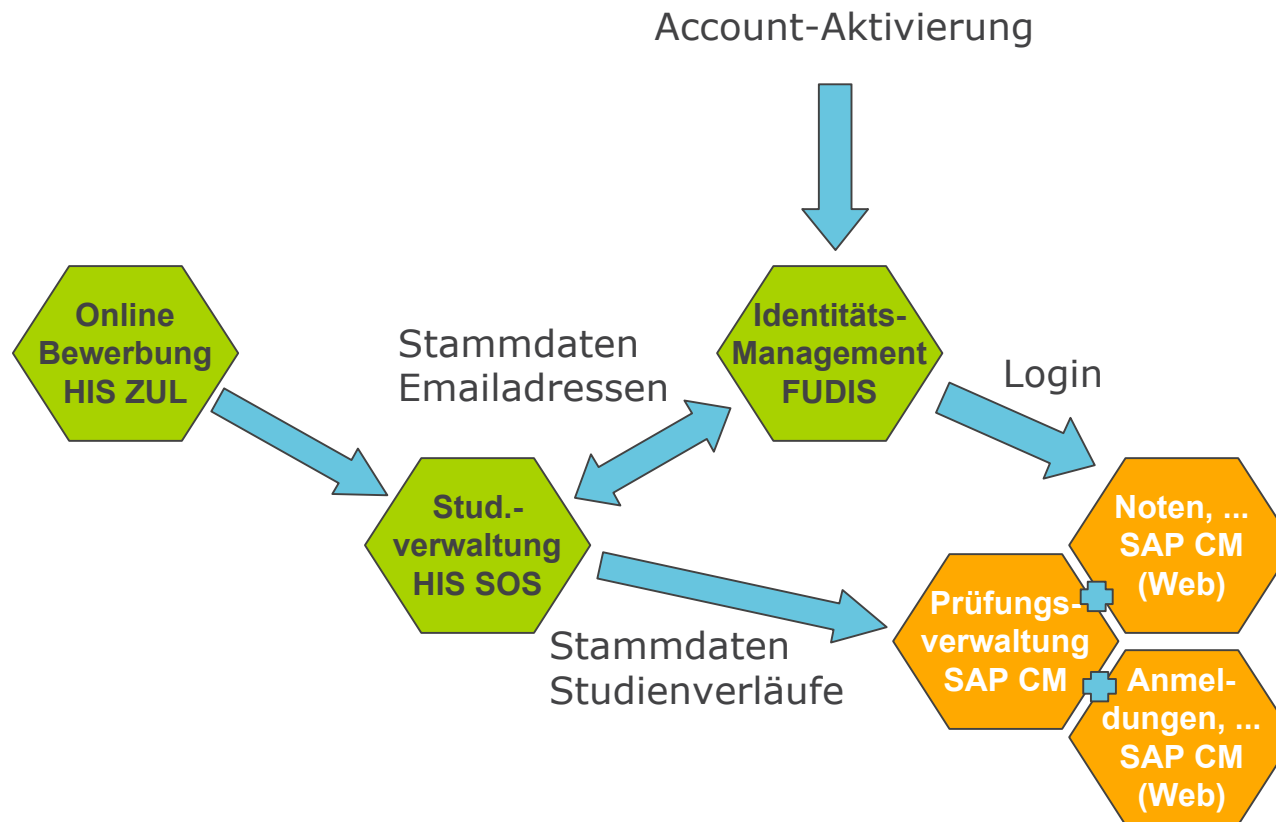 Account-Aktivierung
Online
Bewerbung
HIS ZUL
Stammdaten
Emailadressen
Identitäts-
Management
FUDIS
Login
Stud.-
verwaltung
HIS SOS
Stammdaten
Studienverläufe
Prüfungs-
verwaltung
SAP CM
Noten, ...
SAP CM
(Web)
Anmel-
dungen, ...
SAP CM
(Web)